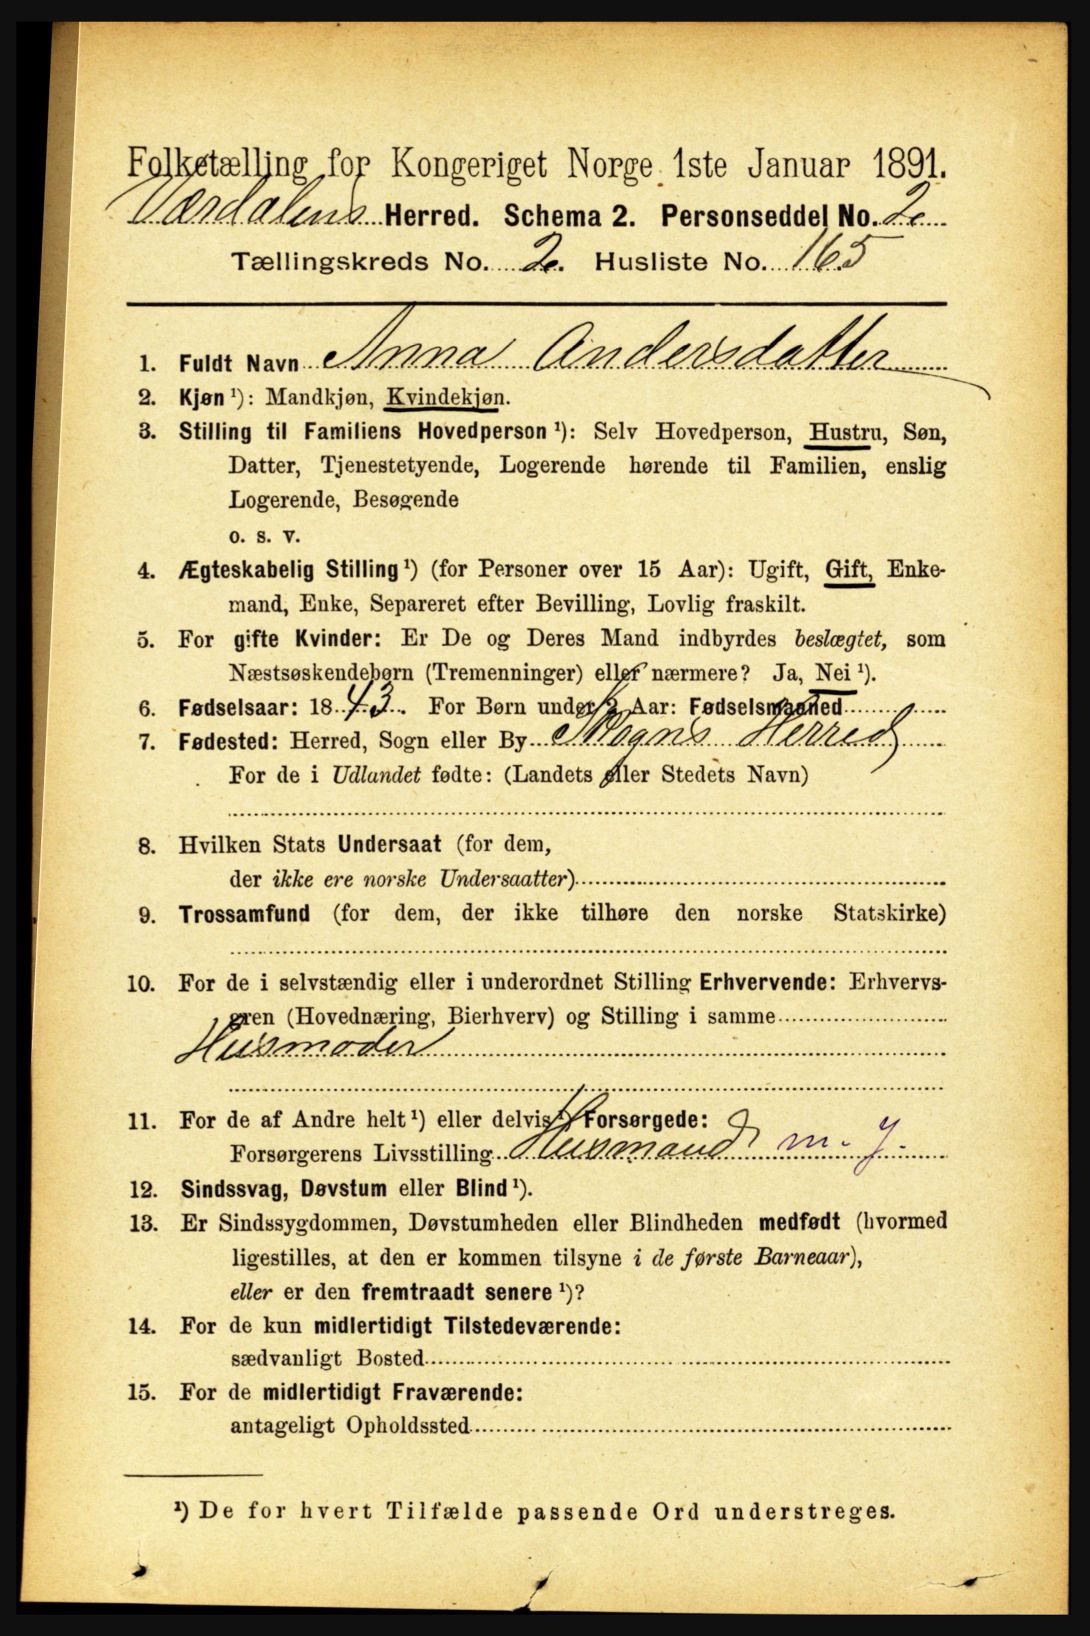 Folketælling for Kongeriget Norge 1ste Januar 1891.
Værdalens Herred. Schema 2. Personseddel No. 2.
Tællingskreds No. 2. Husliste No. 165
1. Fuldt Navn Anna Andersdatter
2. Kjøn ¹): Mandkjøn, Kvindekjøn.
3. Stilling til Familiens Hovedperson ¹): Selv Hovedperson, Hustru, Søn,
Datter, Tjenestetyende, Logerende hørende til Familien, enslig
Logerende, Besøgende
o. s. v.
4. Ægteskabelig Stilling ¹) (for Personer over 15 Aar): Ugift, Gift, Enke-
mand, Enke, Separeret efter Bevilling, Lovlig fraskilt.
5. For gifte Kvinder: Er De og Deres Mand indbyrdes beslægtet, som
Næstsøskendebørn (Tremenninger) eller nærmere? Ja, Nei ¹).
6. Fødselsaar: 1843. For Børn under 2 Aar: Fødselsmaaned
7. Fødested: Herred, Sogn eller By Skogns Herred
For de i Udlandet fødte: (Landets eller Stedets Navn)
8. Hvilken Stats Undersaat (for dem,
der ikke ere norske Undersaatter)
9. Trossamfund (for dem, der ikke tilhøre den norske Statskirke)
10. For de i selvstændig eller i underordnet Stilling Erhvervende: Erhvervs-
gren (Hovednæring, Bierhverv) og Stilling i samme
Husmoder
11. For de af Andre helt ¹) eller delvis ¹) Forsørgede:
Forsørgerens Livsstilling Husmand m. J.
12. Sindssvag, Døvstum eller Blind ¹).
13. Er Sindssygdommen, Døvstumheden eller Blindheden medfødt (hvormed
ligestilles, at den er kommen tilsyne i de første Barneaar),
eller er den fremtraadt senere ¹)?
14. For de kun midlertidigt Tilstedeværende:
sædvanligt Bosted
15. For de midlertidigt Fraværende:
antageligt Opholdssted
¹) De for hvert Tilfælde passende Ord understreges.